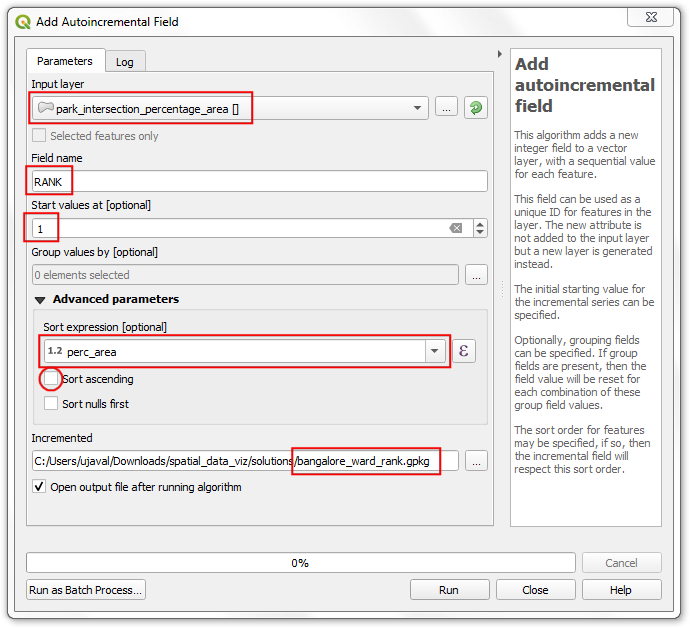 Add Autoincremental Field
Parameters
Log
Input layer
park_intersection_percentage_area []
...
Selected features only
Field name
RANK
Start values at [optional]
1
Group values by [optional]
0 elements selected
...
Advanced parameters
Sort expression [optional]
1.2 perc_area
ε
Sort ascending
Sort nulls first
Incremented
C:/Users/ujaval/Downloads/spatial_data_viz/solutions/bangalore_ward_rank.gpkg
...
Open output file after running algorithm
Add
autoincremental
field
This algorithm adds a new
integer field to a vector
layer, with a sequential value
for each feature.
This field can be used as a
unique ID for features in the
layer. The new attribute is
not added to the input layer
but a new layer is generated
instead.
The initial starting value for
the incremental series can be
specified.
Optionally, grouping fields
can be specified. If group
fields are present, then the
field value will be reset for
each combination of these
group field values.
The sort order for features
may be specified, if so, then
the incremental field will
respect this sort order.
0%
Cancel
Run as Batch Process...
Run
Close
Help